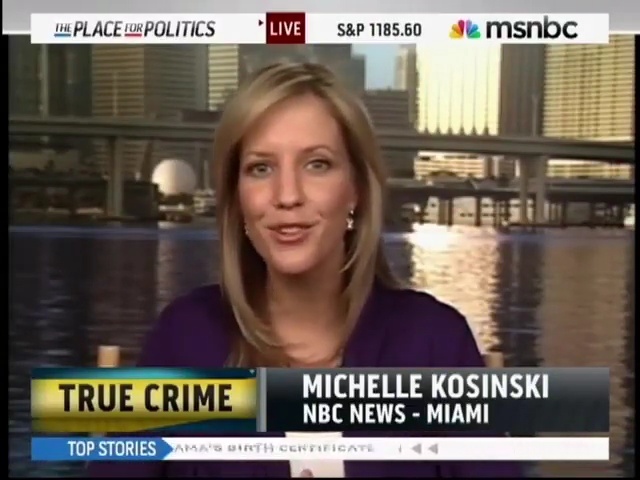 THE PLACE FOR POLITICS
LIVE
S&P 1185.60
msnbc
TRUE CRIME
MICHELLE KOSINSKI
NBC NEWS - MIAMI
TOP STORIES
AMA'S BIRTH CERTIFICATE